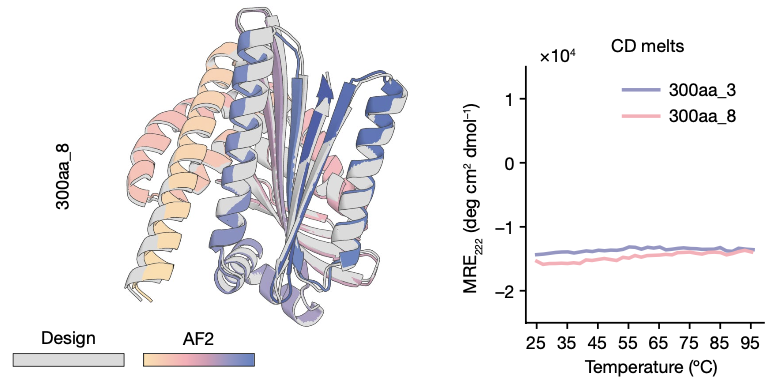 300aa_8
Design
AF2
CD melts
×10⁴
300aa_3
300aa_8
MRE₂₂₂ (deg cm² dmol⁻¹)
1
0
−1
−2
25 35 45 55 65 75 85 95
Temperature (ºC)